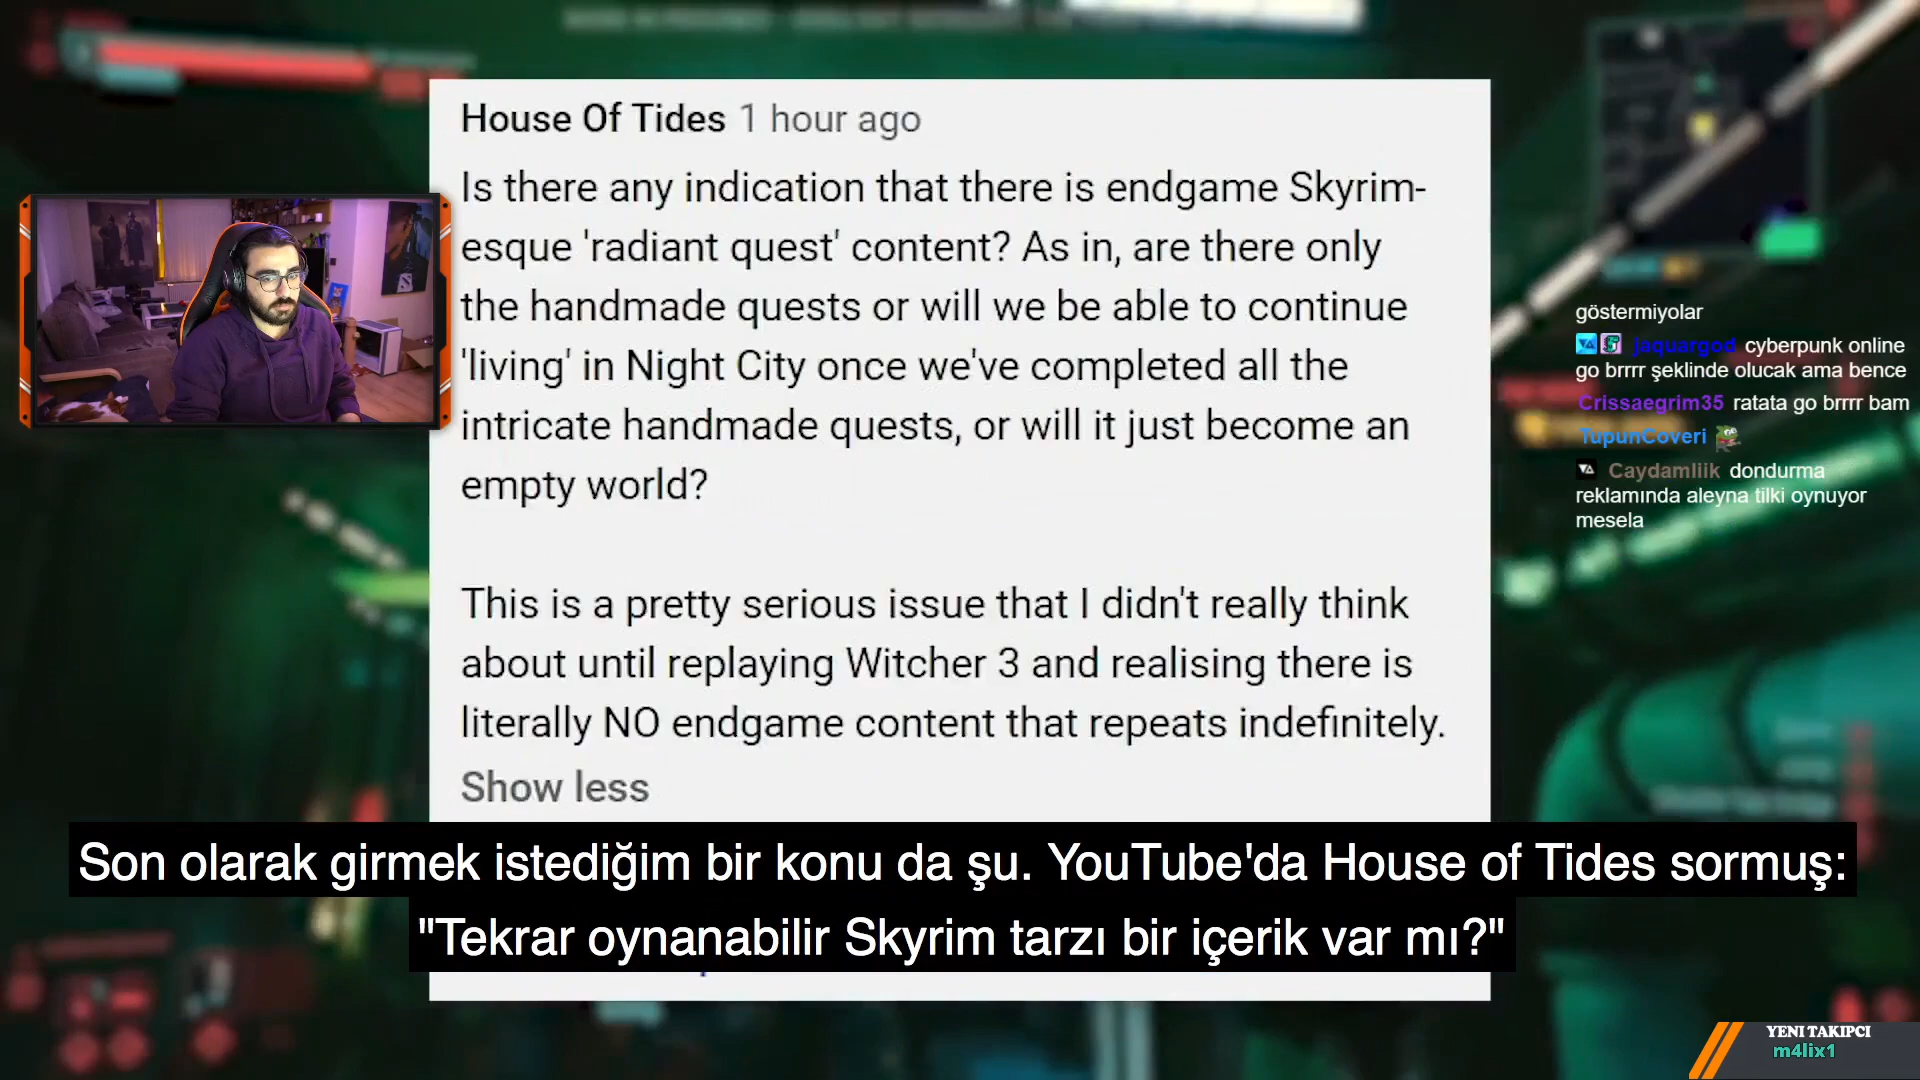 House Of Tides 1 hour ago
Is there any indication that there is endgame Skyrim-
esque 'radiant quest' content? As in, are there only
the handmade quests or will we be able to continue
'living' in Night City once we've completed all the
intricate handmade quests, or will it just become an
empty world?
This is a pretty serious issue that I didn't really think
about until replaying Witcher 3 and realising there is
literally NO endgame content that repeats indefinitely.
Show less
Son olarak girmek istediğim bir konu da şu. YouTube'da House of Tides sormuş:
"Tekrar oynanabilir Skyrim tarzı bir içerik var mı?"
göstermiyolar
jaquargod cyberpunk online
go brrrr şeklinde olucak ama bence
Crissaegrim35 ratata go brrrr bam
TupunCoveri
Caydamliik dondurma
reklamında aleyna tilki oynuyor
mesela
YENI TAKIPCI
m4lix1